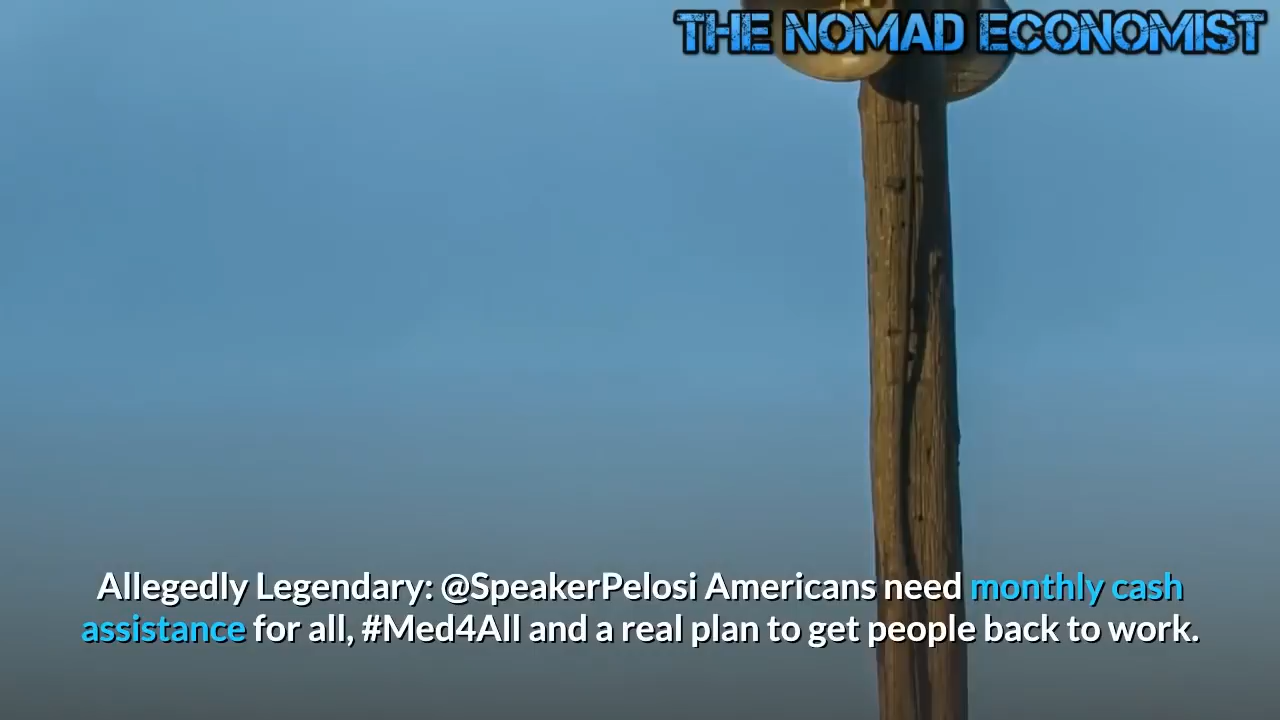 THE NOMAD ECONOMIST
Allegedly Legendary: @SpeakerPelosi Americans need monthly cash
assistance for all, #Med4All and a real plan to get people back to work.